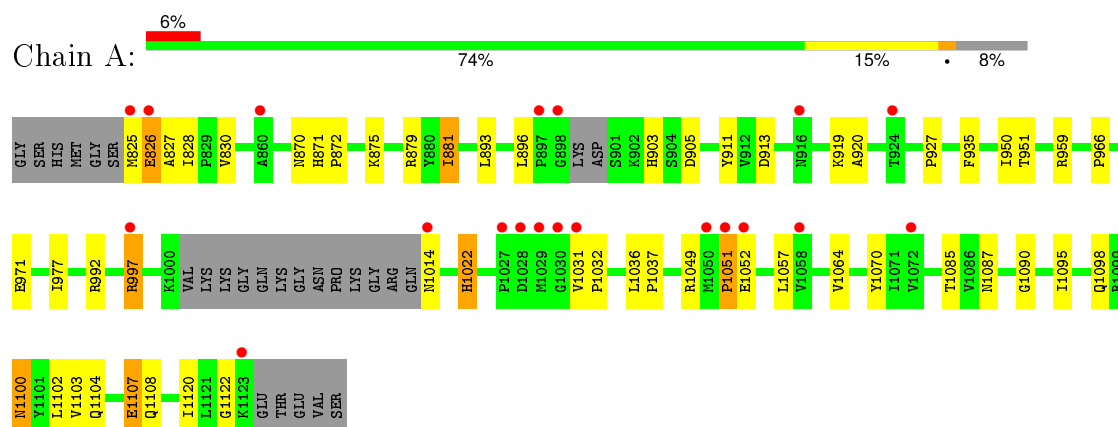 6%
Chain A:
74% 15% • 8%
GLY SER HIS MET GLY SER M825 E826 A827 I828 P829 V830 A860 N870 H871 P872 K875 R879 Y880 I881 L893 L896 P897 G898 LYS ASP S901 K902 H903 S904 D905 V911 V912 D913 N916 K919 A920 T924 P927 F935 I950 T951 R959 P966
E971 I977 R992 R997 K1000 VAL LYS LYS GLY GLN LYS GLY ASN PRO LYS GLY ARG GLN N1014 H1022 P1027 D1028 M1029 G1030 V1031 P1032 L1036 P1037 R1049 M1050 P1051 E1052 L1057 V1058 V1064 Y1070 I1071 V1072 T1085 V1086 N1087 G1090 I1095 Q1098
N1100 Y1101 L1102 V1103 Q1104 E1107 Q1108 I1120 L1121 G1122 K1123 GLU THR GLU VAL SER